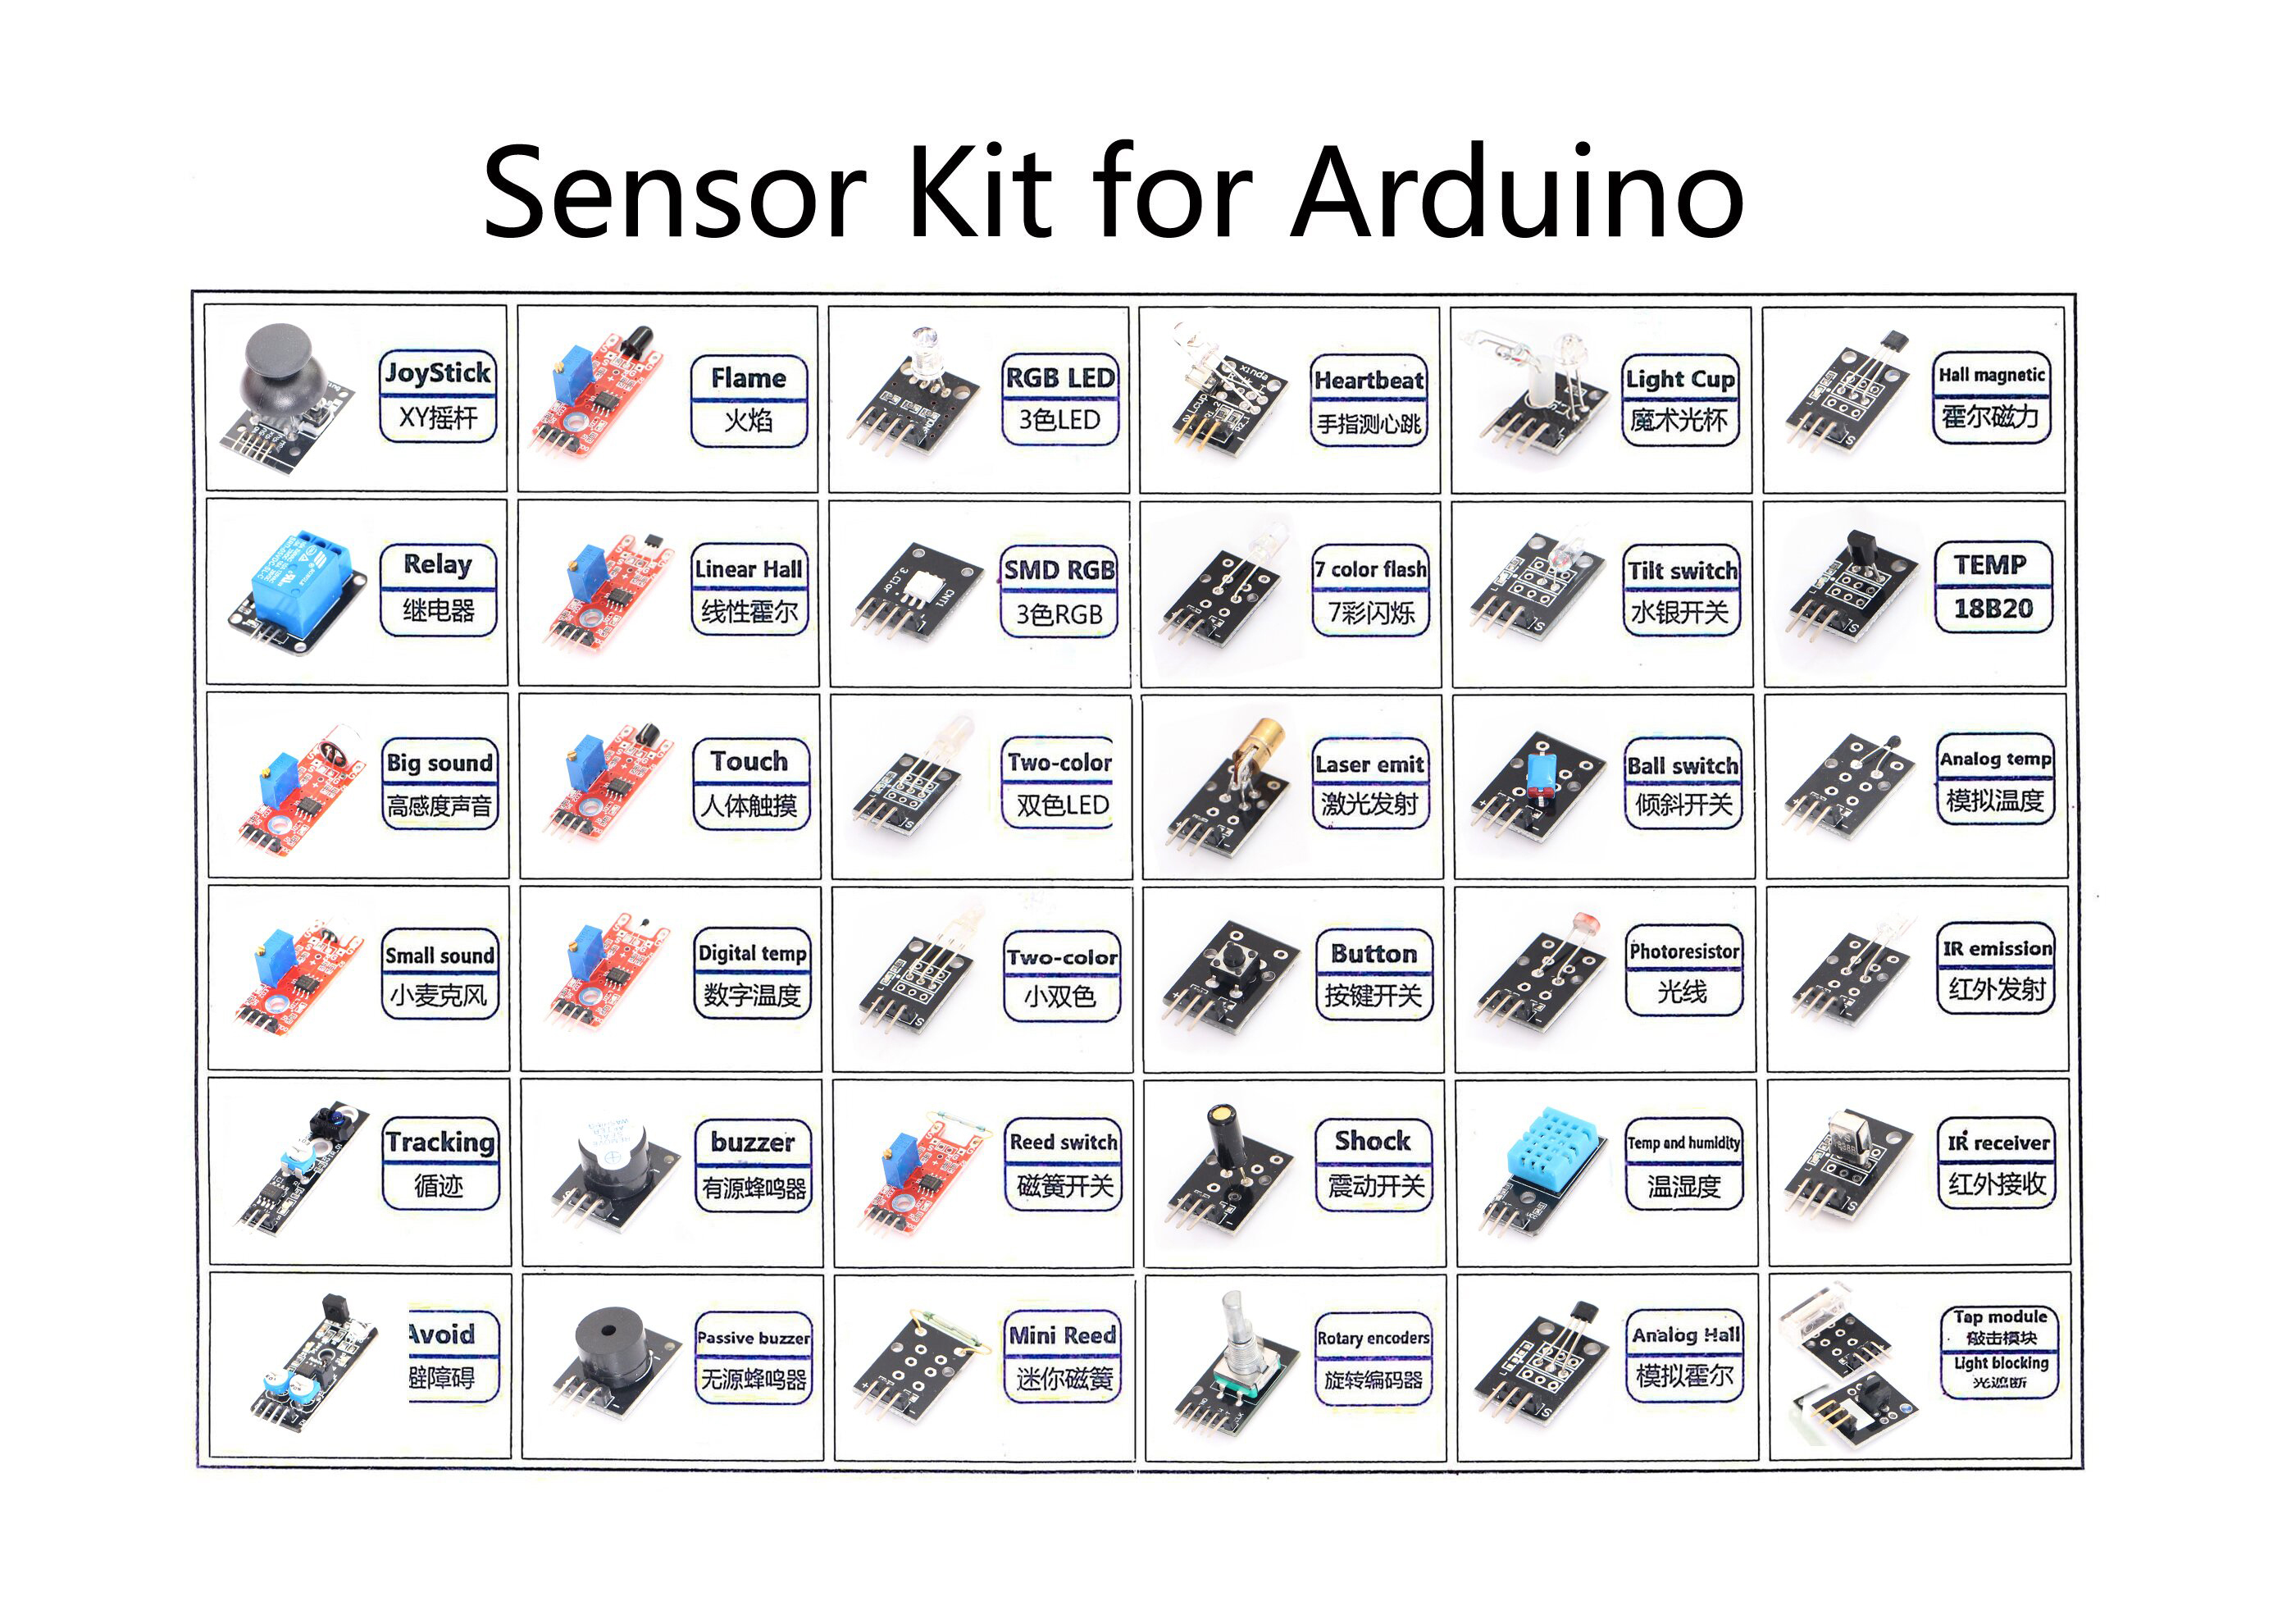 Sensor Kit for Arduino
JoyStick
XY摇杆
Flame
火焰
RGB LED
3色LED
Heartbeat
手指测心跳
Light Cup
魔术光杯
Hall magnetic
霍尔磁力
Relay
继电器
Linear Hall
线性霍尔
SMD RGB
3色RGB
7 color flash
7彩闪烁
Tilt switch
水银开关
TEMP
18B20
Big sound
高感度声音
Touch
人体触摸
Two-color
双色LED
Laser emit
激光发射
Ball switch
倾斜开关
Analog temp
模拟温度
Small sound
小麦克风
Digital temp
数字温度
Two-color
小双色
Button
按键开关
Photoresistor
光线
IR emission
红外发射
Tracking
循迹
buzzer
有源蜂鸣器
Reed switch
磁簧开关
Shock
震动开关
Temp and humidity
温湿度
IR receiver
红外接收
Avoid
避障碍
Passive buzzer
无源蜂鸣器
Mini Reed
迷你磁簧
Rotary encoders
旋转编码器
Analog Hall
模拟霍尔
Tap module
敲击模块
Light blocking
光遮断